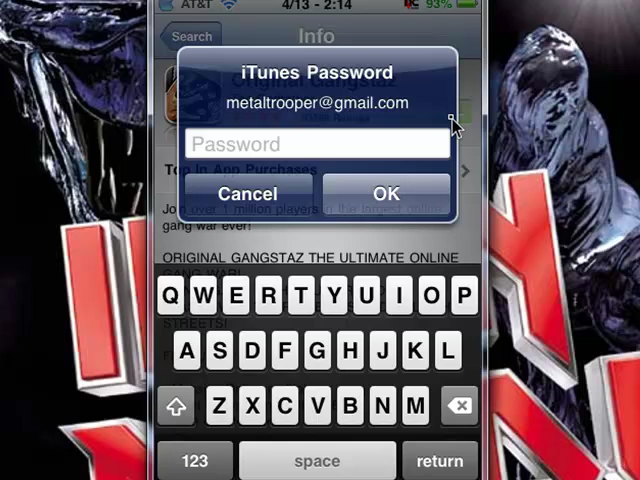 AT&T 4/13 - 2:14 93%
Search Info
iTunes Password
Original Gangstaz
metaltrooper@gmail.com
Password
Top In App Purchases
Cancel OK
Join over 1 million players in the largest online
gang war ever!
ORIGINAL GANGSTAZ THE ULTIMATE ONLINE
GANG WAR!
STREETS!
Q W E R T Y U I O P
A S D F G H J K L
Z X C V B N M
123 space return